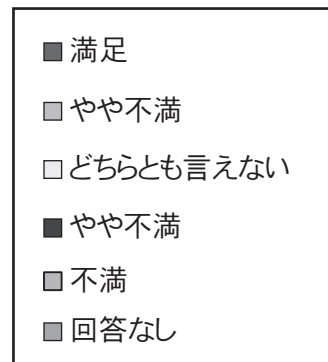 満足
やや不満
どちらとも言えない
やや不満
不満
回答なし